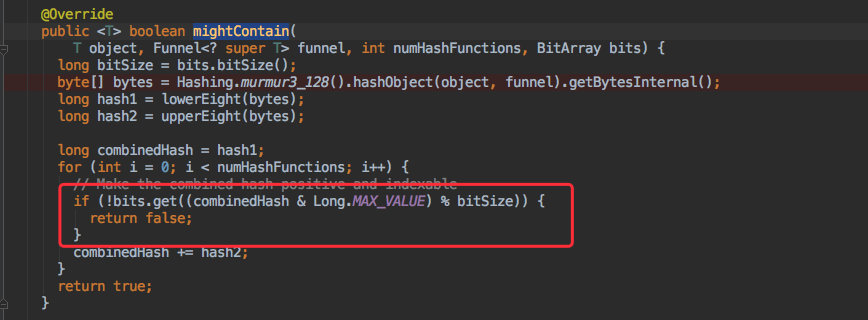 @Override
public <T> boolean mightContain(
T object, Funnel<? super T> funnel, int numHashFunctions, BitArray bits) {
long bitSize = bits.bitSize();
byte[] bytes = Hashing.murmur3_128().hashObject(object, funnel).getBytesInternal();
long hash1 = lowerEight(bytes);
long hash2 = upperEight(bytes);
long combinedHash = hash1;
for (int i = 0; i < numHashFunctions; i++) {
// Make the combined hash positive and indexable
if (!bits.get((combinedHash & Long.MAX_VALUE) % bitSize)) {
return false;
}
combinedHash += hash2;
}
return true;
}